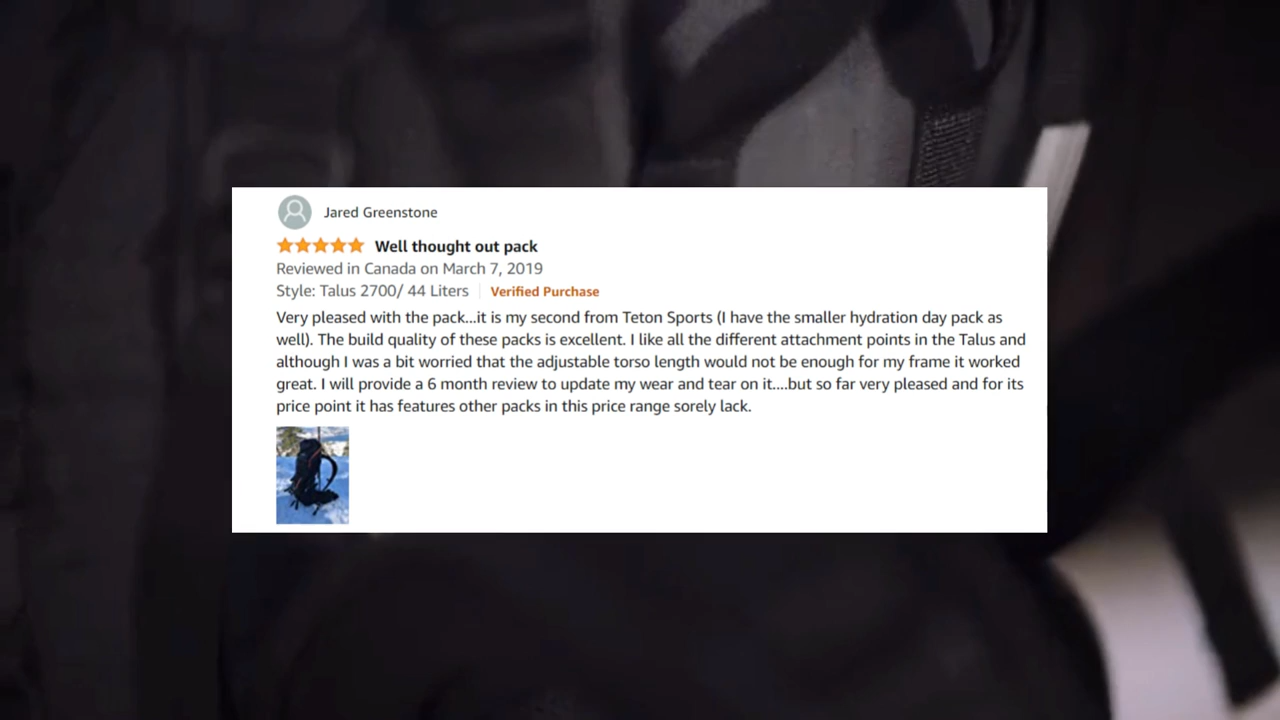 Jared Greenstone
Well thought out pack
Reviewed in Canada on March 7, 2019
Style: Talus 2700/ 44 Liters Verified Purchase
Very pleased with the pack...it is my second from Teton Sports (I have the smaller hydration day pack as
well). The build quality of these packs is excellent. I like all the different attachment points in the Talus and
although I was a bit worried that the adjustable torso length would not be enough for my frame it worked
great. I will provide a 6 month review to update my wear and tear on it....but so far very pleased and for its
price point it has features other packs in this price range sorely lack.